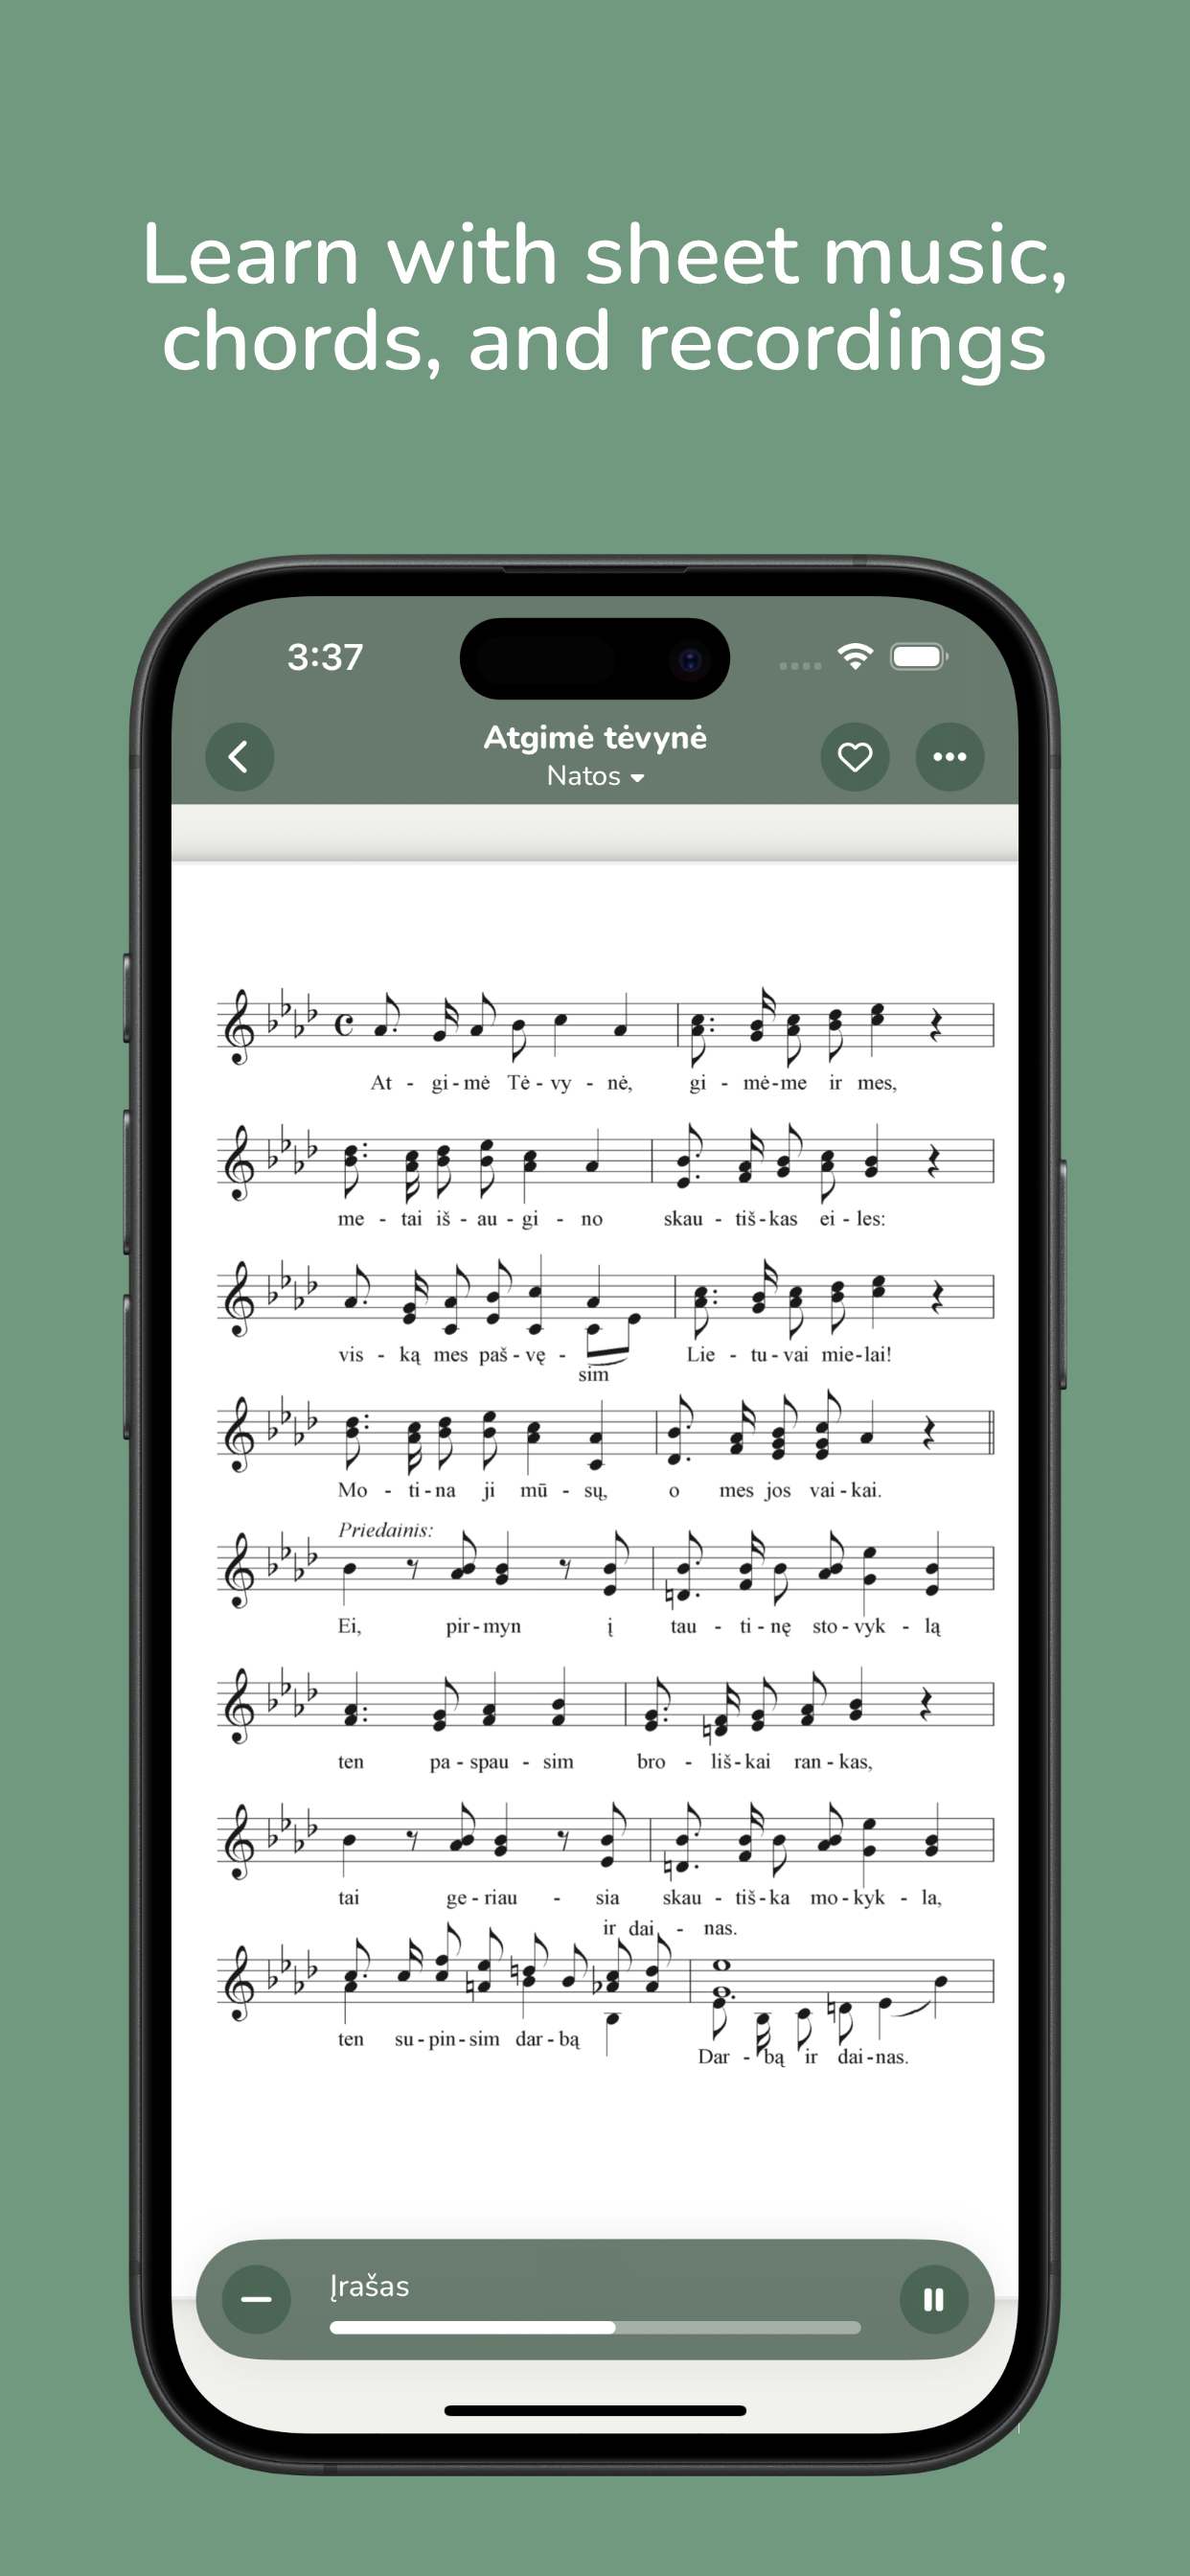 Learn with sheet music,
chords, and recordings
3:37
Atgimė tėvynė
Natos
At - gi - mė Tė - vy - nė, gi - mė - me ir mes,
me - tai iš - au - gi - no skau - tiš - kas ei - les:
vis - ką mes paš - vę - sim Lie - tu - vai mie - lai!
Mo - ti - na ji mū - sų, o mes jos vai - kai.
Priedainis:
Ei, pir - myn į tau - ti - nę sto - vyk - lą
ten pa - spau - sim bro - liš - kai ran - kas,
tai ge - riau - sia skau - tiš - ka mo - kyk - la,
ir dai - nas.
ten su - pin - sim dar - bą
Dar - bą ir dai - nas.
Įrašas